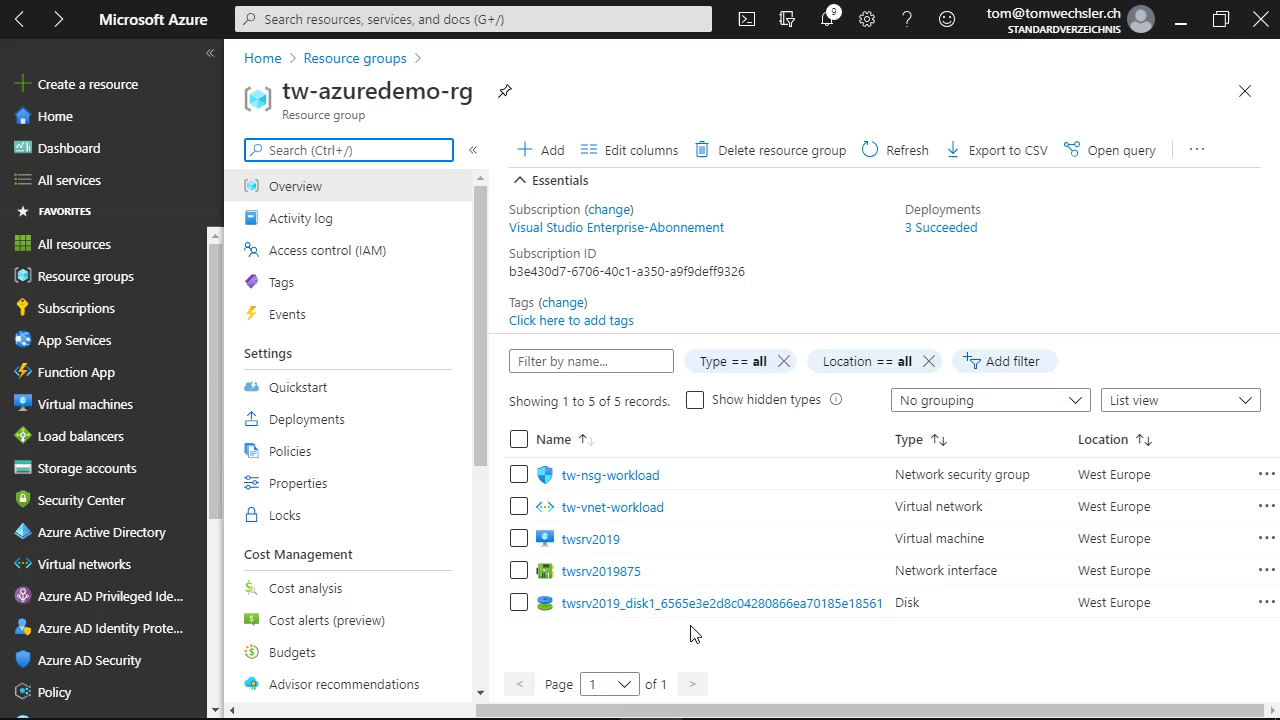 Microsoft Azure
Search resources, services, and docs (G+/)
9
tom@tomwechsler.ch
STANDARDVERZEICHNIS
Create a resource
Home
Dashboard
All services
FAVORITES
All resources
Resource groups
Subscriptions
App Services
Function App
Virtual machines
Load balancers
Storage accounts
Security Center
Azure Active Directory
Virtual networks
Azure AD Privileged Ide...
Azure AD Identity Prote...
Azure AD Security
Policy
Home > Resource groups >
tw-azuredemo-rg
Resource group
Search (Ctrl+/)
Overview
Activity log
Access control (IAM)
Tags
Events
Settings
Quickstart
Deployments
Policies
Properties
Locks
Cost Management
Cost analysis
Cost alerts (preview)
Budgets
Advisor recommendations
Add Edit columns Delete resource group Refresh Export to CSV Open query ...
Essentials
Subscription (change) Deployments
Visual Studio Enterprise-Abonnement 3 Succeeded
Subscription ID
b3e430d7-6706-40c1-a350-a9f9deff9326
Tags (change)
Click here to add tags
Filter by name... Type == all Location == all Add filter
Showing 1 to 5 of 5 records. Show hidden types No grouping List view
Name Type Location
tw-nsg-workload Network security group West Europe ...
tw-vnet-workload Virtual network West Europe ...
twsrv2019 Virtual machine West Europe ...
twsrv2019875 Network interface West Europe ...
twsrv2019_disk1_6565e3e2d8c04280866ea70185e18561 Disk West Europe ...
< Page 1 of 1 >